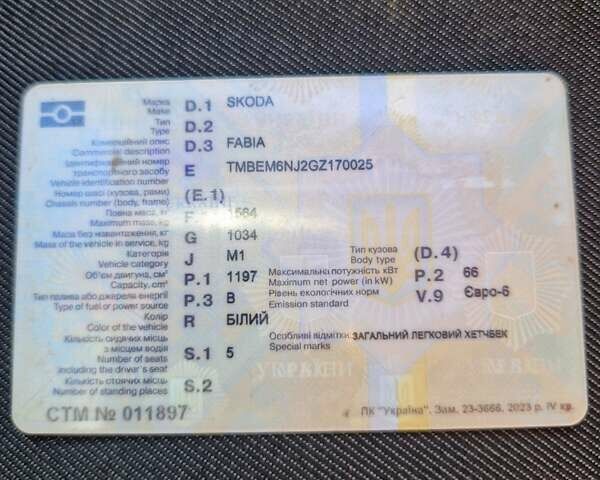 Марка D.1 SKODA
Make
Тип D.2
Type
Комерційний опис D.3 FABIA
Commercial description
Ідентифікаційний номер
транспортного засобу E TMBEM6NJ2GZ170025
Vehicle identification number
Номер шасі (кузова, рами) (E.1)
Chassis number (body, frame)
Повна маса, кг F 1564
Maximum mass, kg
Маса без навантаження, кг G 1034
Mass of the vehicle in service, kg
Категорія J M1 Тип кузова (D.4)
Vehicle category Body type
Об'єм двигуна, см³ P.1 1197 Максимальна потужність кВт P.2 66
Capacity, cm³ Maximum net power (in kW)
Тип палива або джерела енергії P.3 B Рівень екологічних норм V.9 Євро-6
Type of fuel or power source Emission standard
Колір R БІЛИЙ
Color of the vehicle
Кількість сидячих місць Особливі відмітки ЗАГАЛЬНИЙ ЛЕГКОВИЙ ХЕТЧБЕК
з місцем водія S.1 5 Special marks
Number of seats
including the driver's seat
Кількість стоячих місць S.2
Number of standing places
СТМ № 011897
ПК "Україна". Зам. 23-3666. 2023 р. IV кв.